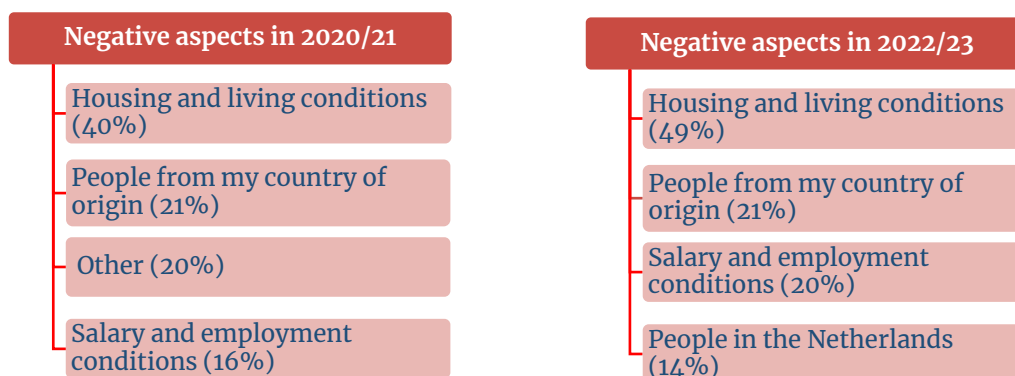 Negative aspects in 2020/21
Housing and living conditions
(40%)
People from my country of
origin (21%)
Other (20%)
Salary and employment
conditions (16%)
Negative aspects in 2022/23
Housing and living conditions
(49%)
People from my country of
origin (21%)
Salary and employment
conditions (20%)
People in the Netherlands
(14%)